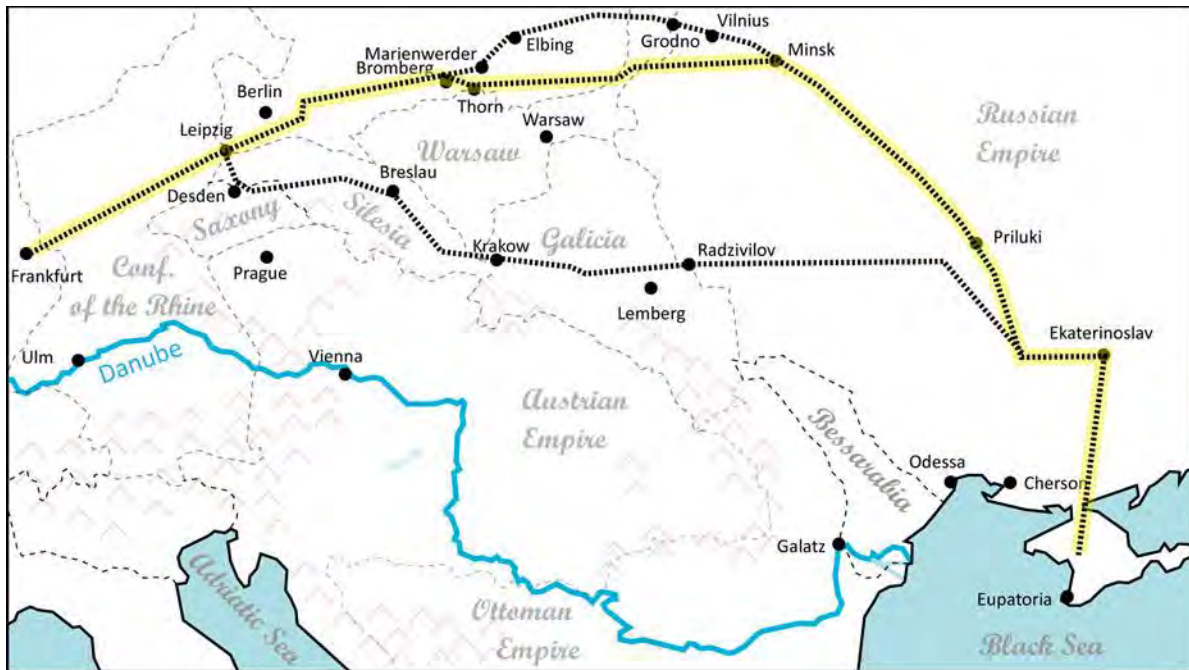 Vilnius
Elbing
Grodno
Minsk
Marienwerder
Bromberg
Berlin
Thorn
Russian
Empire
Leipzig
Warsaw
Warsaw
Breslau
Desden
Saxony
Silesia
Krakow
Galicia
Radzivilov
Priluki
Frankfurt
Conf.
of the Rhine
Prague
Lemberg
Ulm
Danube
Vienna
Ekaterinoslav
Austrian
Empire
Bessarabia
Odessa
Cherson
Galatz
Adriatic Sea
Ottoman
Empire
Eupatoria
Black Sea